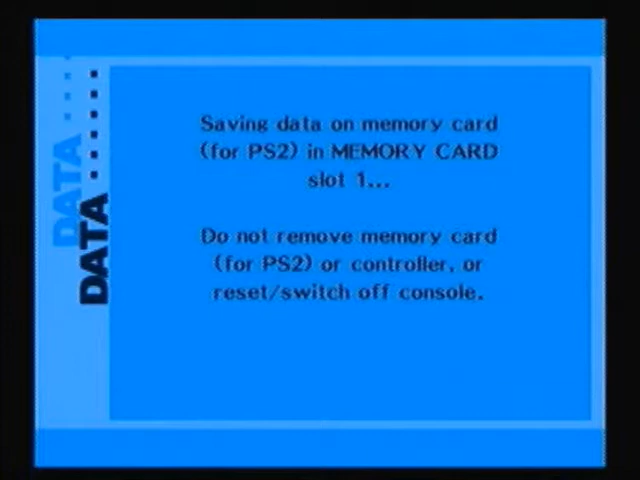 Saving data on memory card
(for PS2) in MEMORY CARD
slot 1...
Do not remove memory card
(for PS2) or controller, or
reset/switch off console.
DATA
DATA